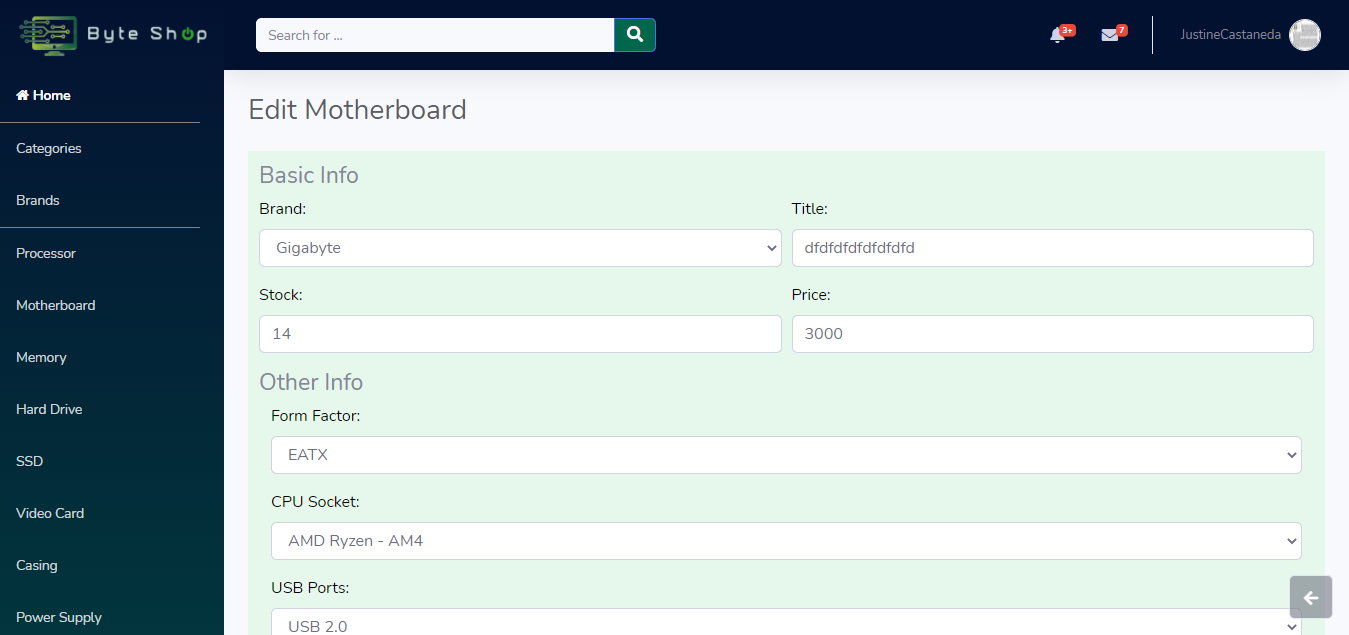 Byte Shop
Search for ...
3+
7
JustineCastaneda
Home
Categories
Brands
Processor
Motherboard
Memory
Hard Drive
SSD
Video Card
Casing
Power Supply
Edit Motherboard
Basic Info
Brand:
Title:
Gigabyte
dfdfdfdfdfdfdfd
Stock:
Price:
14
3000
Other Info
Form Factor:
EATX
CPU Socket:
AMD Ryzen - AM4
USB Ports:
USB 2.0